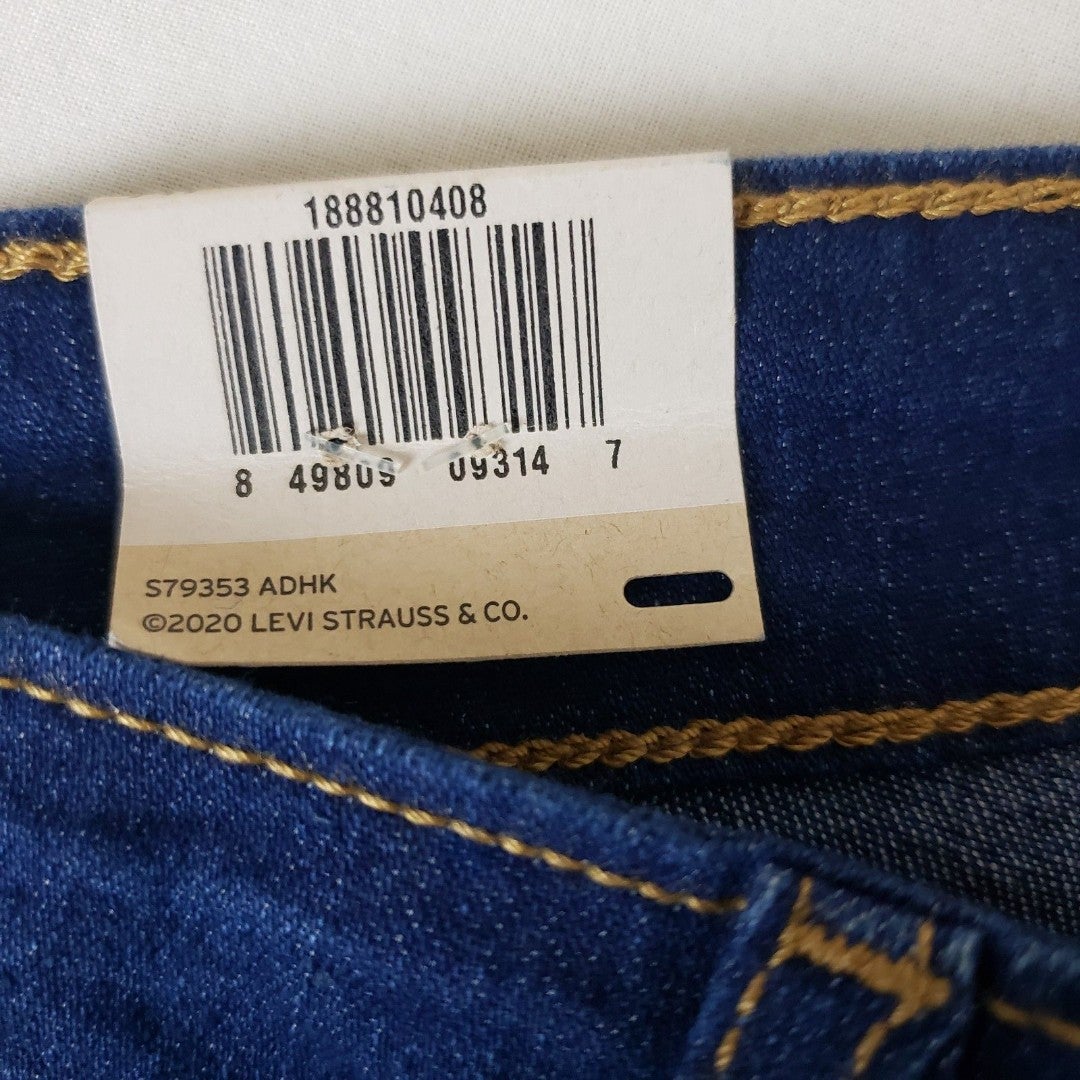 188810408
8 49809 09314 7
S79353 ADHK
©2020 LEVI STRAUSS & CO.